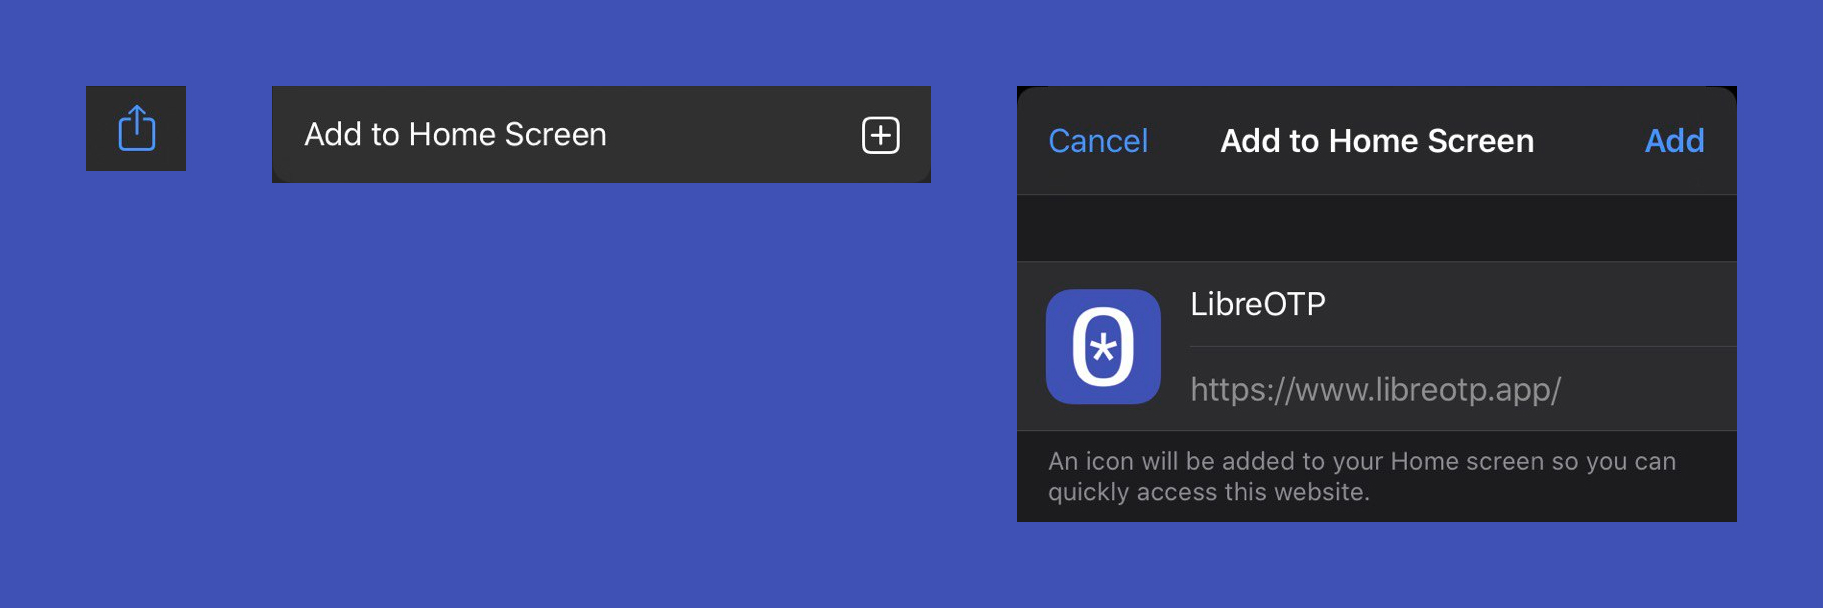 Add to Home Screen
Cancel Add to Home Screen Add
LibreOTP
https://www.libreotp.app/
An icon will be added to your Home screen so you can
quickly access this website.